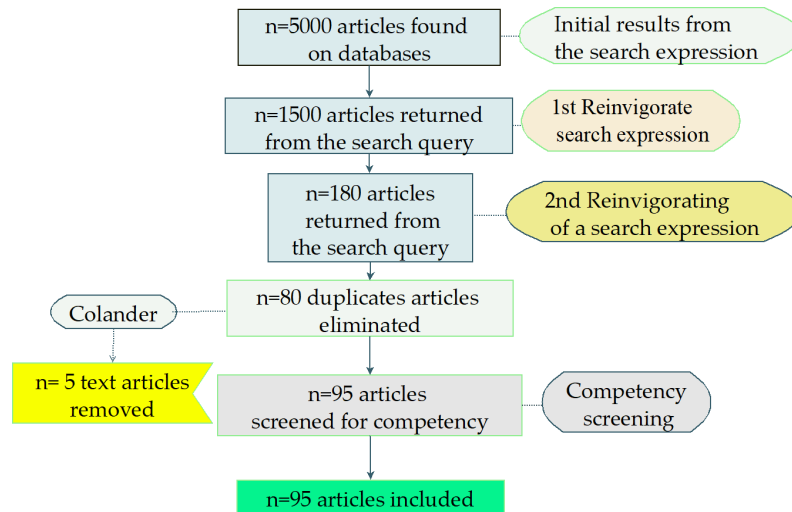 n=5000 articles found
on databases
Initial results from
the search expression
n=1500 articles returned
from the search query
1st Reinvigorate
search expression
n=180 articles
returned from
the search query
2nd Reinvigorating
of a search expression
n=80 duplicates articles
eliminated
Colander
n= 5 text articles
removed
n=95 articles
screened for competency
Competency
screening
n=95 articles included